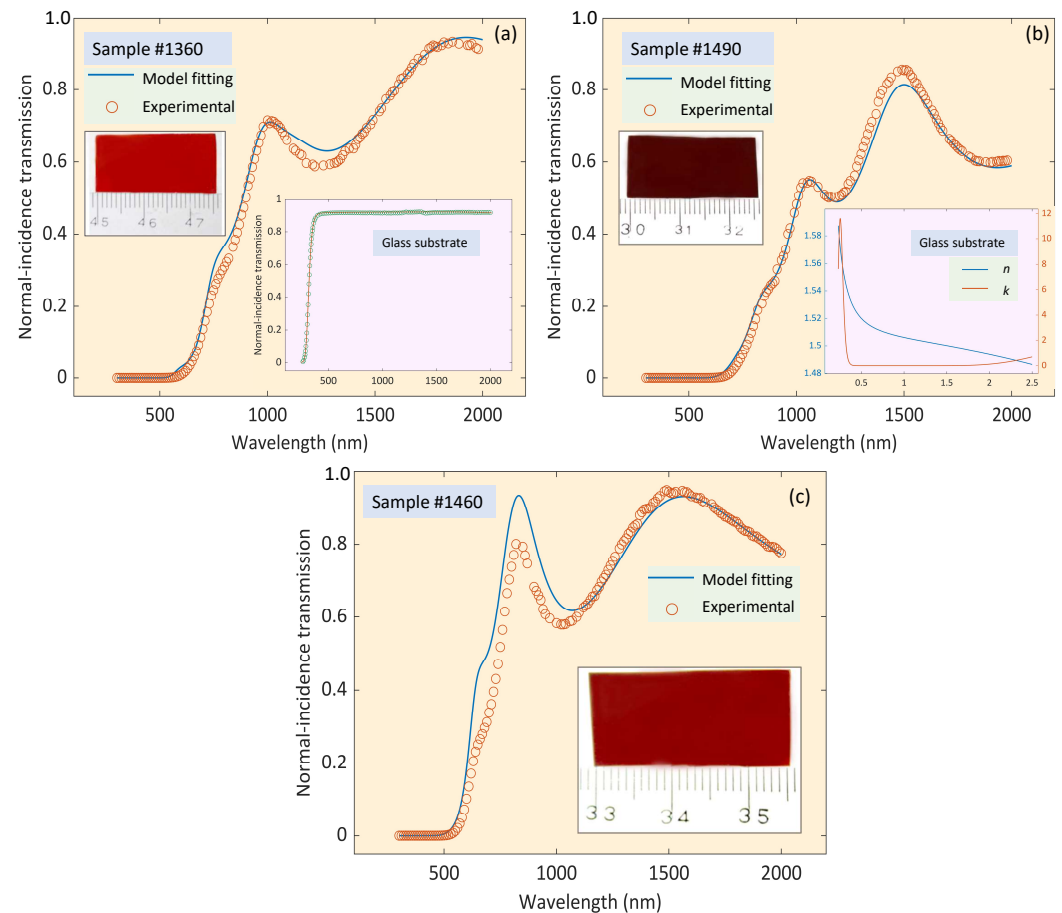 (a)
Sample #1360
Model fitting
Experimental
45 46 47
Normal-incidence transmission
1.0
0.8
0.6
0.4
0.2
0
500 1000 1500 2000
Wavelength (nm)
Glass substrate
Normal-incidence transmission
1
0.8
0.6
0.4
0.2
0
500 1000 1500 2000
(b)
Sample #1490
Model fitting
Experimental
30 31 32
Normal-incidence transmission
1.0
0.8
0.6
0.4
0.2
0
500 1000 1500 2000
Wavelength (nm)
Glass substrate
n
k
1.58
1.56
1.54
1.52
1.5
1.48
12
10
8
6
4
2
0
0.5 1 1.5 2 2.5
(c)
Sample #1460
Model fitting
Experimental
33 34 35
Normal-incidence transmission
1.0
0.8
0.6
0.4
0.2
0
500 1000 1500 2000
Wavelength (nm)